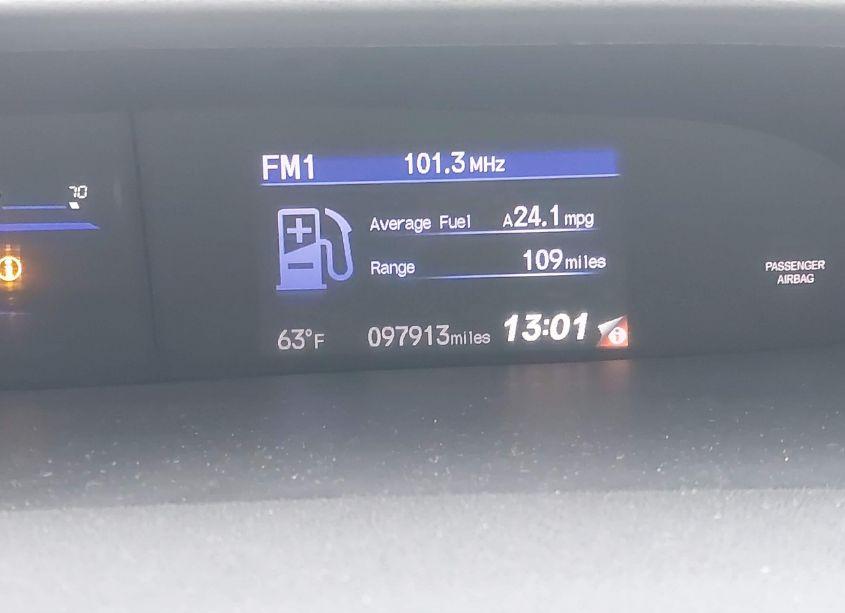 FM1 101.3 MHz
70
Average Fuel A24.1 mpg
Range 109 miles
PASSENGER
AIRBAG
63°F 097913 miles 13:01